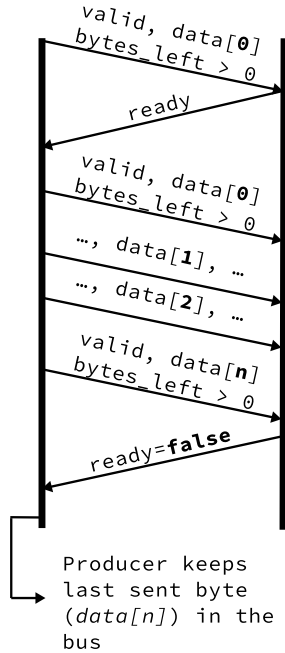 valid, data[0]
bytes_left > 0
ready
valid, data[0]
bytes_left > 0
…, data[1], …
…, data[2], …
valid, data[n]
bytes_left > 0
ready=false
Producer keeps
last sent byte
(data[n]) in the
bus